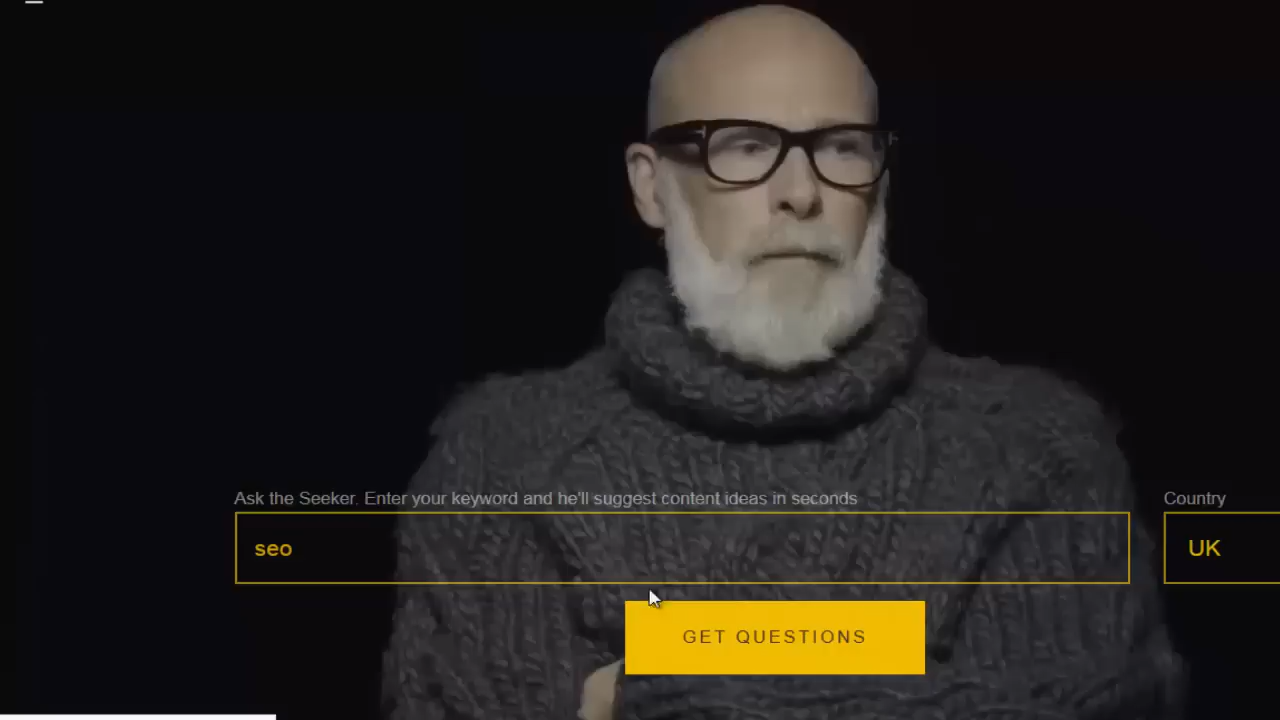 Ask the Seeker. Enter your keyword and he'll suggest content ideas in seconds
Country
seo
UK
GET QUESTIONS